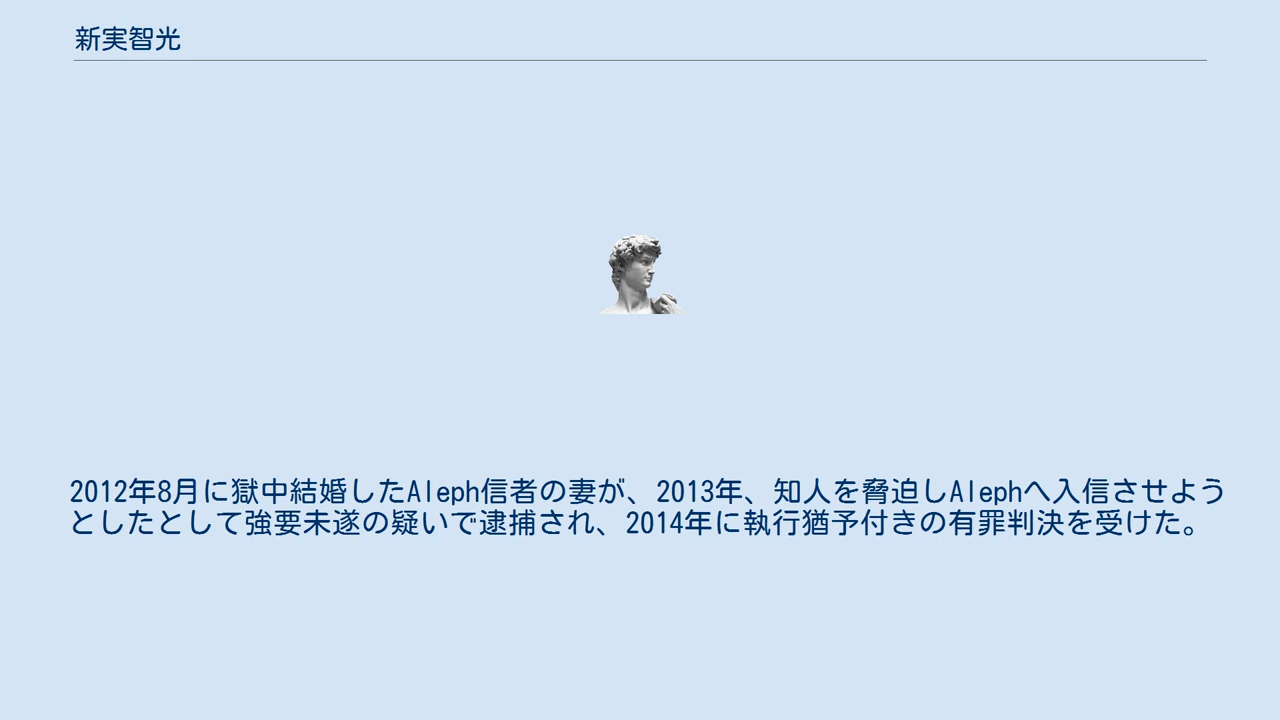 新実智光
2012年8月に獄中結婚したAleph信者の妻が、2013年、知人を脅迫しAlephへ入信させよう
としたとして強要未遂の疑いで逮捕され、2014年に執行猶予付きの有罪判決を受けた。